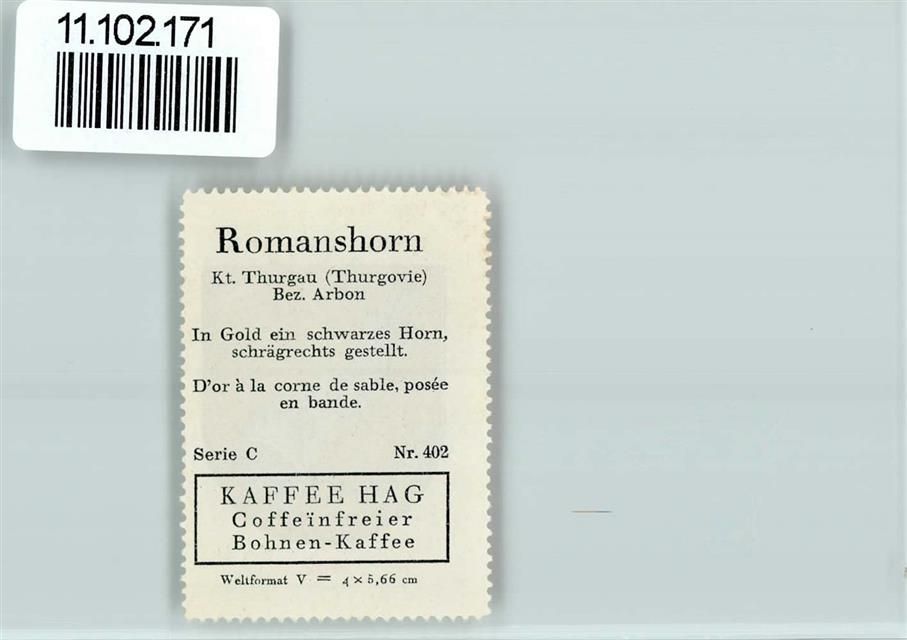 11.102.171
Romanshorn
Kt. Thurgau (Thurgovie)
Bez. Arbon
In Gold ein schwarzes Horn,
schrägrechts gestellt.
D'or à la corne de sable, posée
en bande.
Serie C Nr. 402
KAFFEE HAG
Coffeïnfreier
Bohnen-Kaffee
Weltformat V = 4 × 5,66 cm